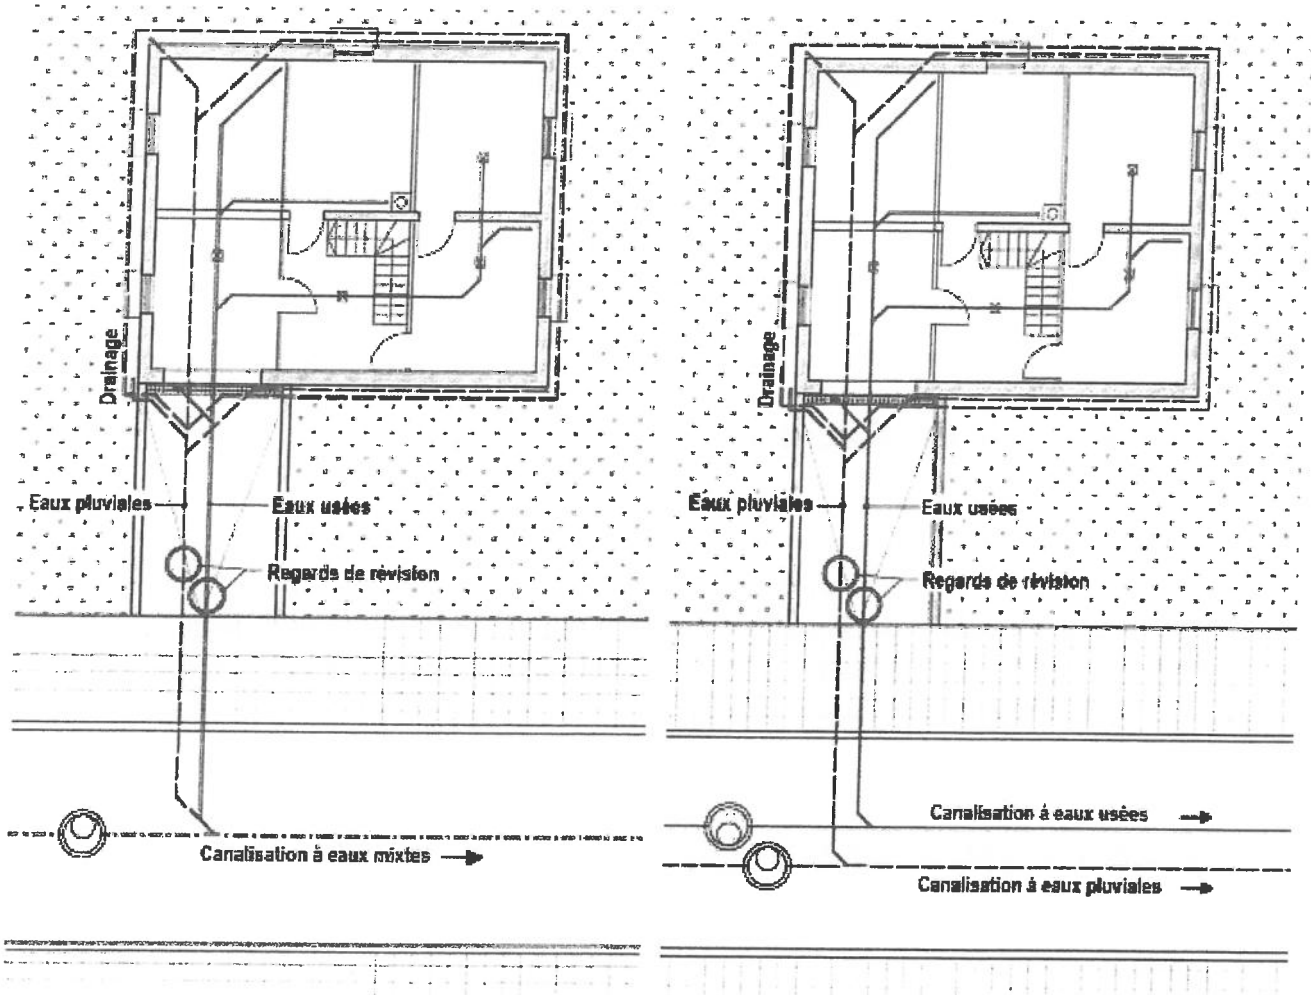 Drainage
Eaux pluviales
Eaux usées
Regards de révision
Canalisation à eaux mixtes
Drainage
Eaux pluviales
Eaux usées
Regards de révision
Canalisation à eaux usées
Canalisation à eaux pluviales